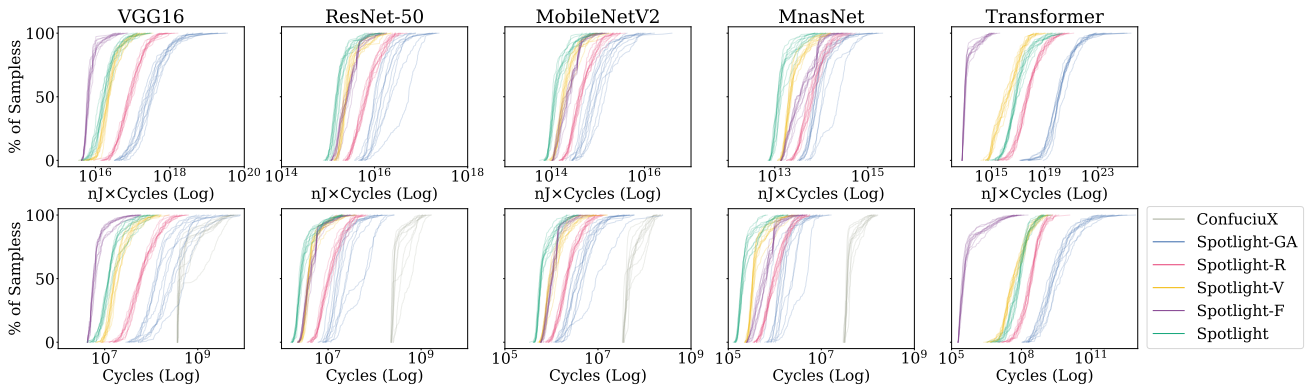 VGG16 ResNet-50 MobileNetV2 MnasNet Transformer
% of Sampless
100
50
0
10^16 10^18 10^20
10^14 10^16 10^18
10^14 10^16
10^13 10^15
10^15 10^19 10^23
nJ×Cycles (Log) nJ×Cycles (Log) nJ×Cycles (Log) nJ×Cycles (Log) nJ×Cycles (Log)
% of Sampless
100
50
0
10^7 10^9
10^7 10^9
10^5 10^7 10^9
10^5 10^7 10^9
10^5 10^8 10^11
Cycles (Log) Cycles (Log) Cycles (Log) Cycles (Log) Cycles (Log)
ConfuciuX
Spotlight-GA
Spotlight-R
Spotlight-V
Spotlight-F
Spotlight